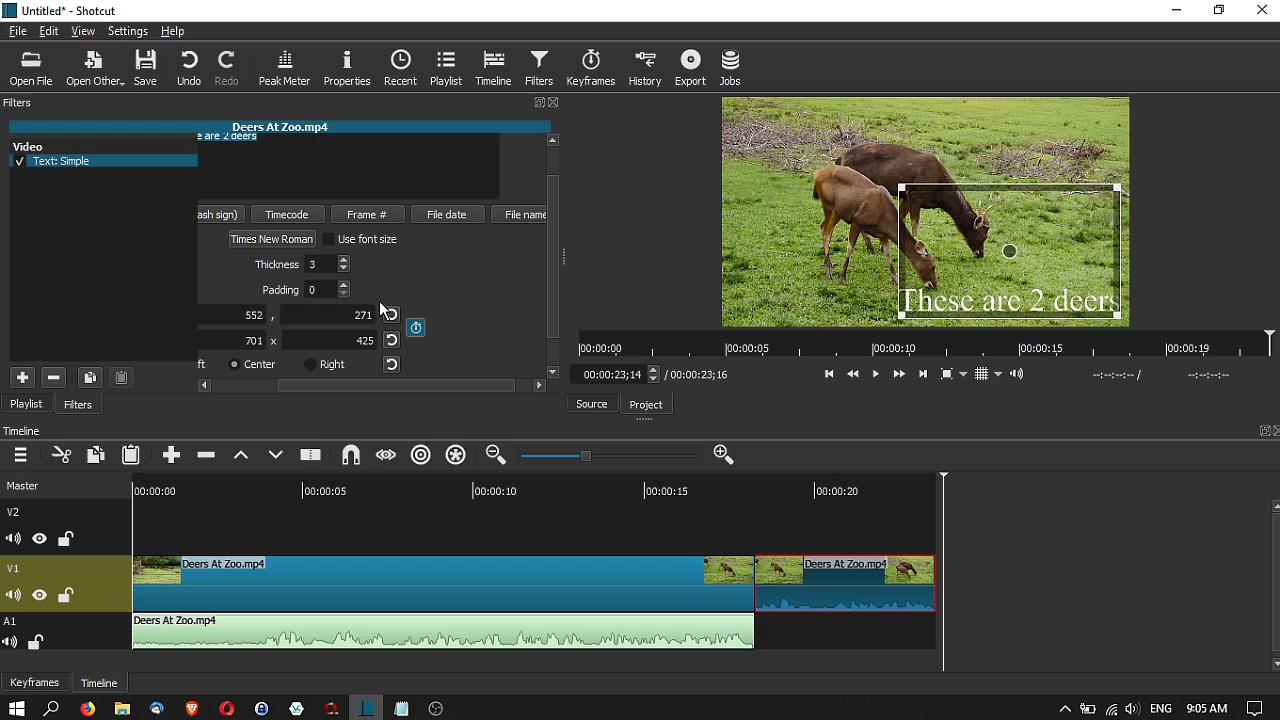 Untitled* - Shotcut
File Edit View Settings Help
Open File Open Other... Save Undo Redo Peak Meter Properties Recent Playlist Timeline Filters Keyframes History Export Jobs
Filters
Deers At Zoo.mp4
e are 2 deers
Video
Text: Simple
ash sign) Timecode Frame # File date File name
Times New Roman Use font size
Thickness 3
Padding 0
552 , 271
701 x 425
ft Center Right
Playlist Filters
These are 2 deers
00:00:00 00:00:05 00:00:10 00:00:15 00:00:19
00:00:23;14 / 00:00:23;16 --:--:--:-- / --:--:--:--
Source Project
Timeline
Master
00:00:00 00:00:05 00:00:10 00:00:15 00:00:20
V2
V1
Deers At Zoo.mp4 Deers At Zoo.mp4
A1
Deers At Zoo.mp4
Keyframes Timeline
ENG 9:05 AM